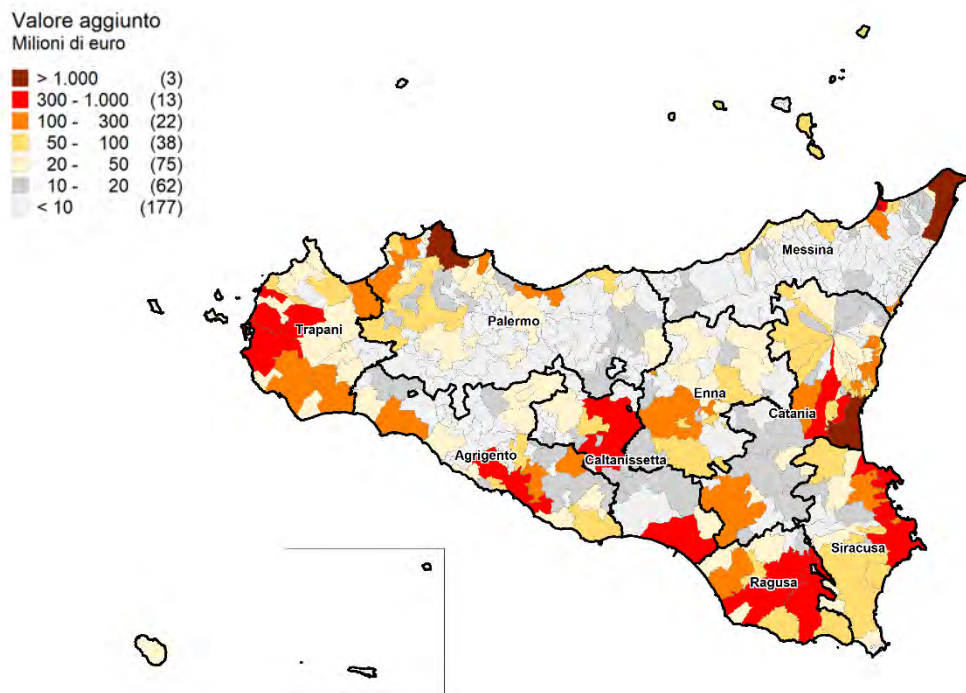 Valore aggiunto
Milioni di euro
> 1.000 (3)
300 - 1.000 (13)
100 - 300 (22)
50 - 100 (38)
20 - 50 (75)
10 - 20 (62)
< 10 (177)
Messina
Palermo
Trapani
Enna
Catania
Agrigento
Caltanissetta
Siracusa
Ragusa